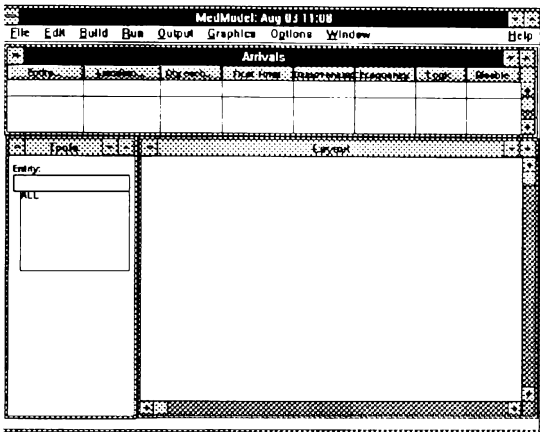 MedModel: Aug 03 11:08
File Edit Build Run Output Graphics Options Window Help
Arrivals
Entity... Location... Qty each... First Time Occurrences Frequency Logic... Disable
Tools
Layout
Entity:
ALL